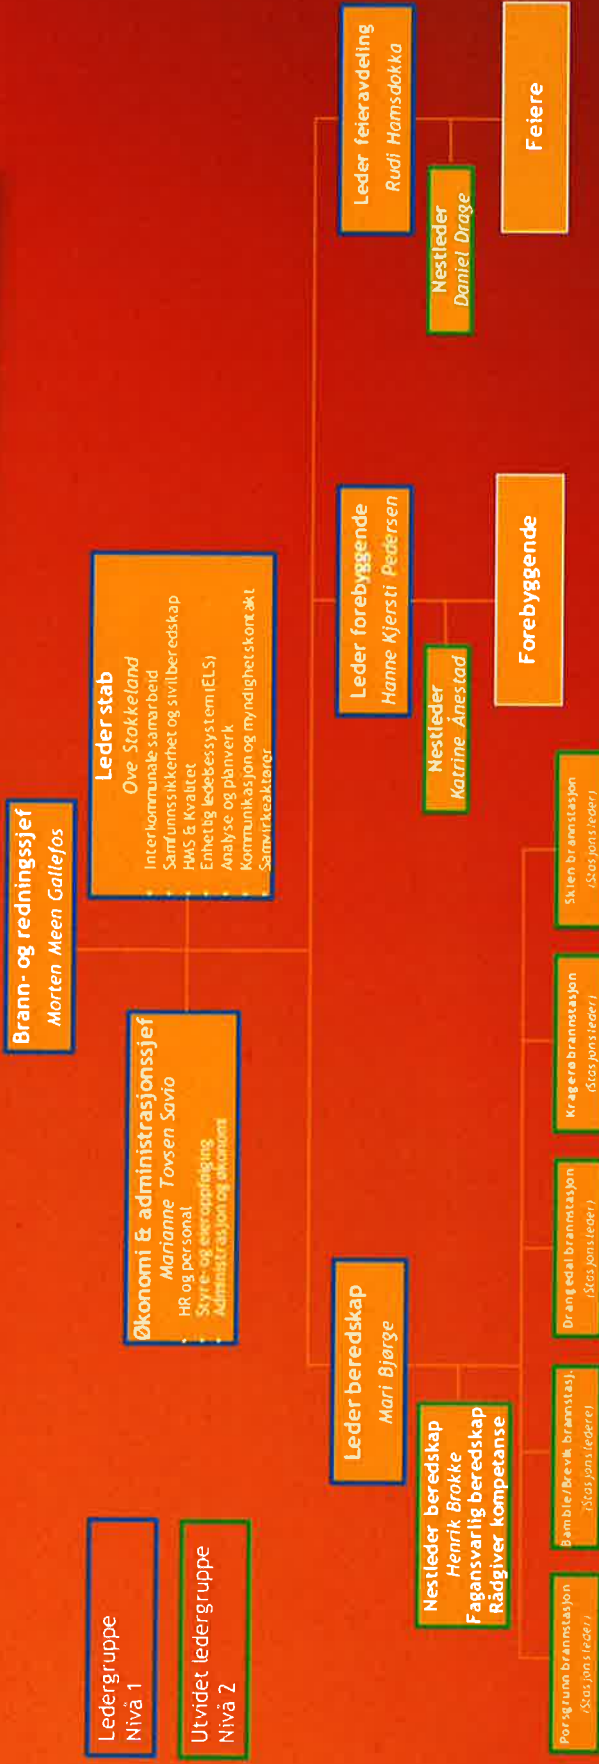 Brann- og redningssjef
Morten Meen Gallefos
Økonomi & administrasjonssjef
Marianne Tovsen Savio
• HR og personal
• Styre- og eieroppfølging
• Administrasjon og økonomi
Leder stab
Ove Stokkeland
• Interkommunale samarbeid
• Samfunnssikkerhet og sivilberedskap
• HMS & Kvalitet
• Enhetlig ledelsessystem(ELS)
• Analyse og planverk
• Kommunikasjon og myndighetskontakt
• Samvirkeaktører
Ledergruppe
Nivå 1
Utvidet ledergruppe
Nivå 2
Leder beredskap
Mari Bjørge
Leder forebyggende
Hanne Kjersti Pedersen
Leder feieravdeling
Rudi Hamsdokka
Nestleder beredskap
Henrik Brokke
Fagansvarlig beredskap
Rådgiver kompetanse
Nestleder
Katrine Ånestad
Nestleder
Daniel Drage
Forebyggende
Feiere
Porsgrunn brannstasjon
(Stasjonsleder)
Bamble/Brevik brannstasj.
(Stasjonsledere)
Drangedal brannstasjon
(Stasjonsleder)
Kragerø brannstasjon
(Stasjonsleder)
Skien brannstasjon
(Stasjonsleder)